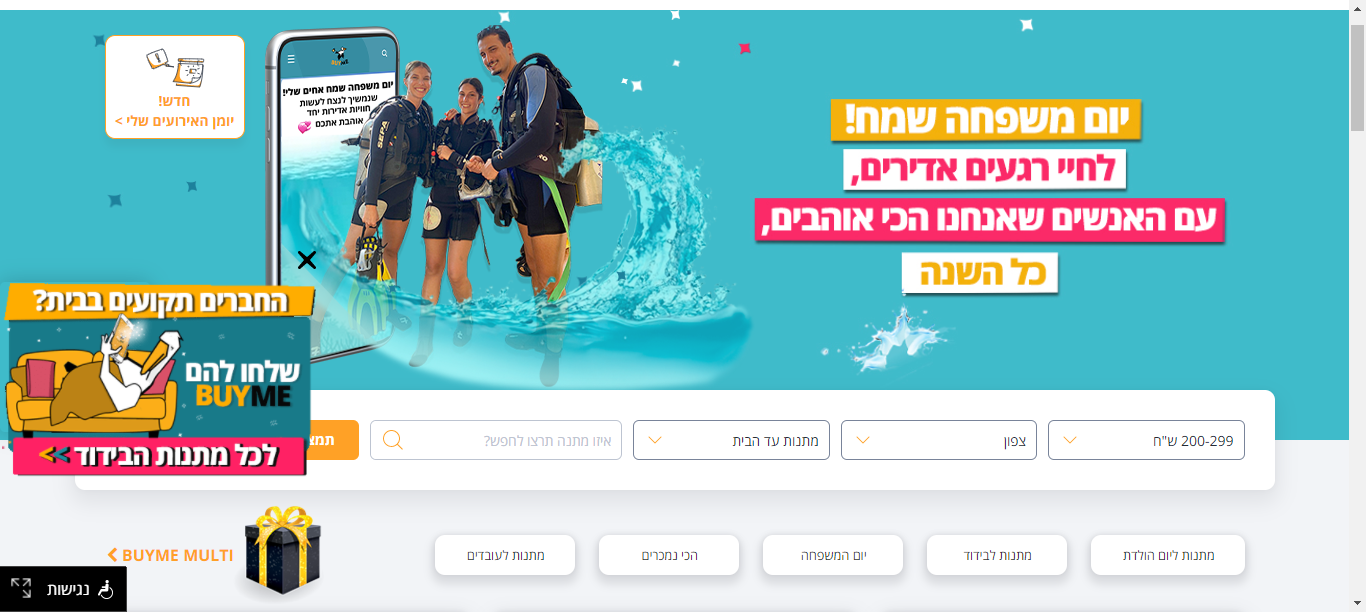 חדש!
יומן האירועים שלי >
BUYME
יום משפחה שמח אחים שלי!
שנמשיך לנצח לעשות
חוויות אדירות יחד
אוהבת אתכם
יום משפחה שמח!
לחיי רגעים אדירים,
עם האנשים שאנחנו הכי אוהבים,
כל השנה
החברים תקועים בבית?
שלחו להם
BUYME
לכל מתנות הבידוד >>
200-299 ש"ח
צפון
מתנות עד הבית
איזו מתנה תרצו לחפש?
תמצ
מתנות ליום הולדת
מתנות לבידוד
יום המשפחה
הכי נמכרים
מתנות לעובדים
BUYME MULTI
נגישות